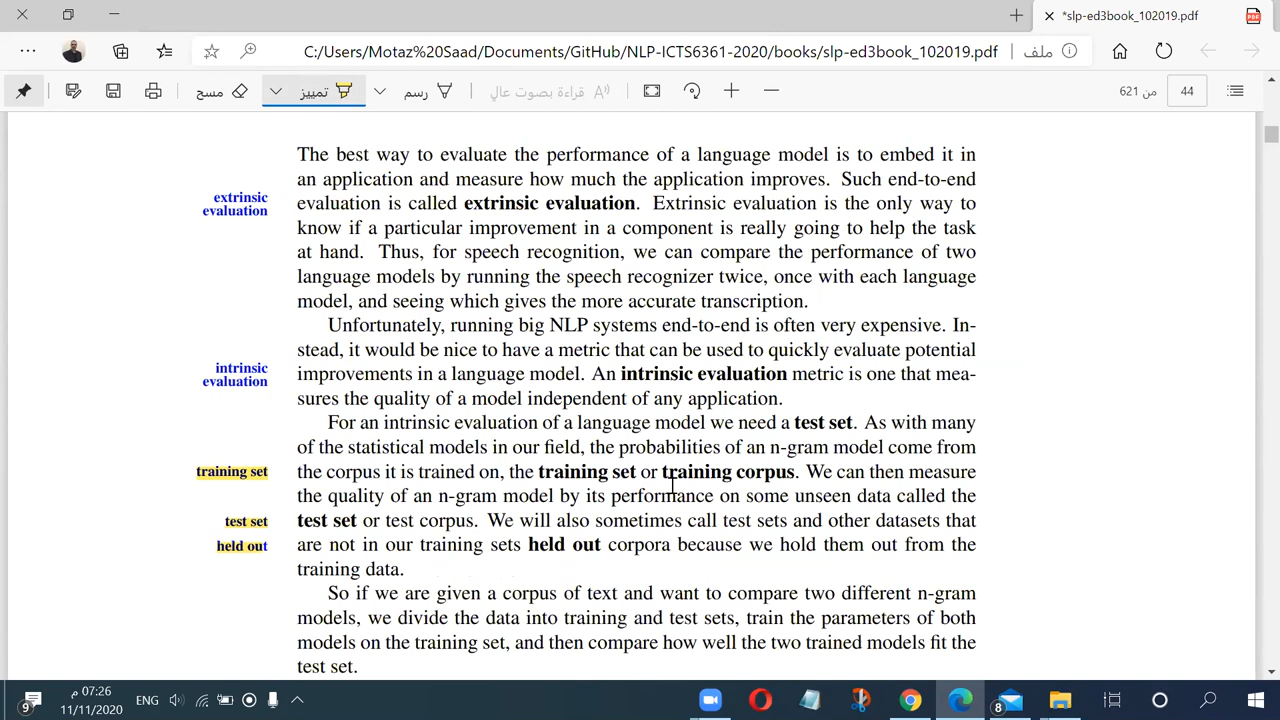 *slp-ed3book_102019.pdf
C:/Users/Motaz%20Saad/Documents/GitHub/NLP-ICTS6361-2020/books/slp-ed3book_102019.pdf
ملف
مسح
تمييز
رسم
قراءة بصوت عالٍ
من 621
44
The best way to evaluate the performance of a language model is to embed it in
an application and measure how much the application improves. Such end-to-end
extrinsic
evaluation
evaluation is called extrinsic evaluation. Extrinsic evaluation is the only way to
know if a particular improvement in a component is really going to help the task
at hand. Thus, for speech recognition, we can compare the performance of two
language models by running the speech recognizer twice, once with each language
model, and seeing which gives the more accurate transcription.
Unfortunately, running big NLP systems end-to-end is often very expensive. In-
stead, it would be nice to have a metric that can be used to quickly evaluate potential
intrinsic
evaluation
improvements in a language model. An intrinsic evaluation metric is one that mea-
sures the quality of a model independent of any application.
For an intrinsic evaluation of a language model we need a test set. As with many
of the statistical models in our field, the probabilities of an n-gram model come from
training set
the corpus it is trained on, the training set or training corpus. We can then measure
the quality of an n-gram model by its performance on some unseen data called the
test set
test set or test corpus. We will also sometimes call test sets and other datasets that
held out
are not in our training sets held out corpora because we hold them out from the
training data.
So if we are given a corpus of text and want to compare two different n-gram
models, we divide the data into training and test sets, train the parameters of both
models on the training set, and then compare how well the two trained models fit the
test set.
9
07:26 م
11/11/2020
ENG
8